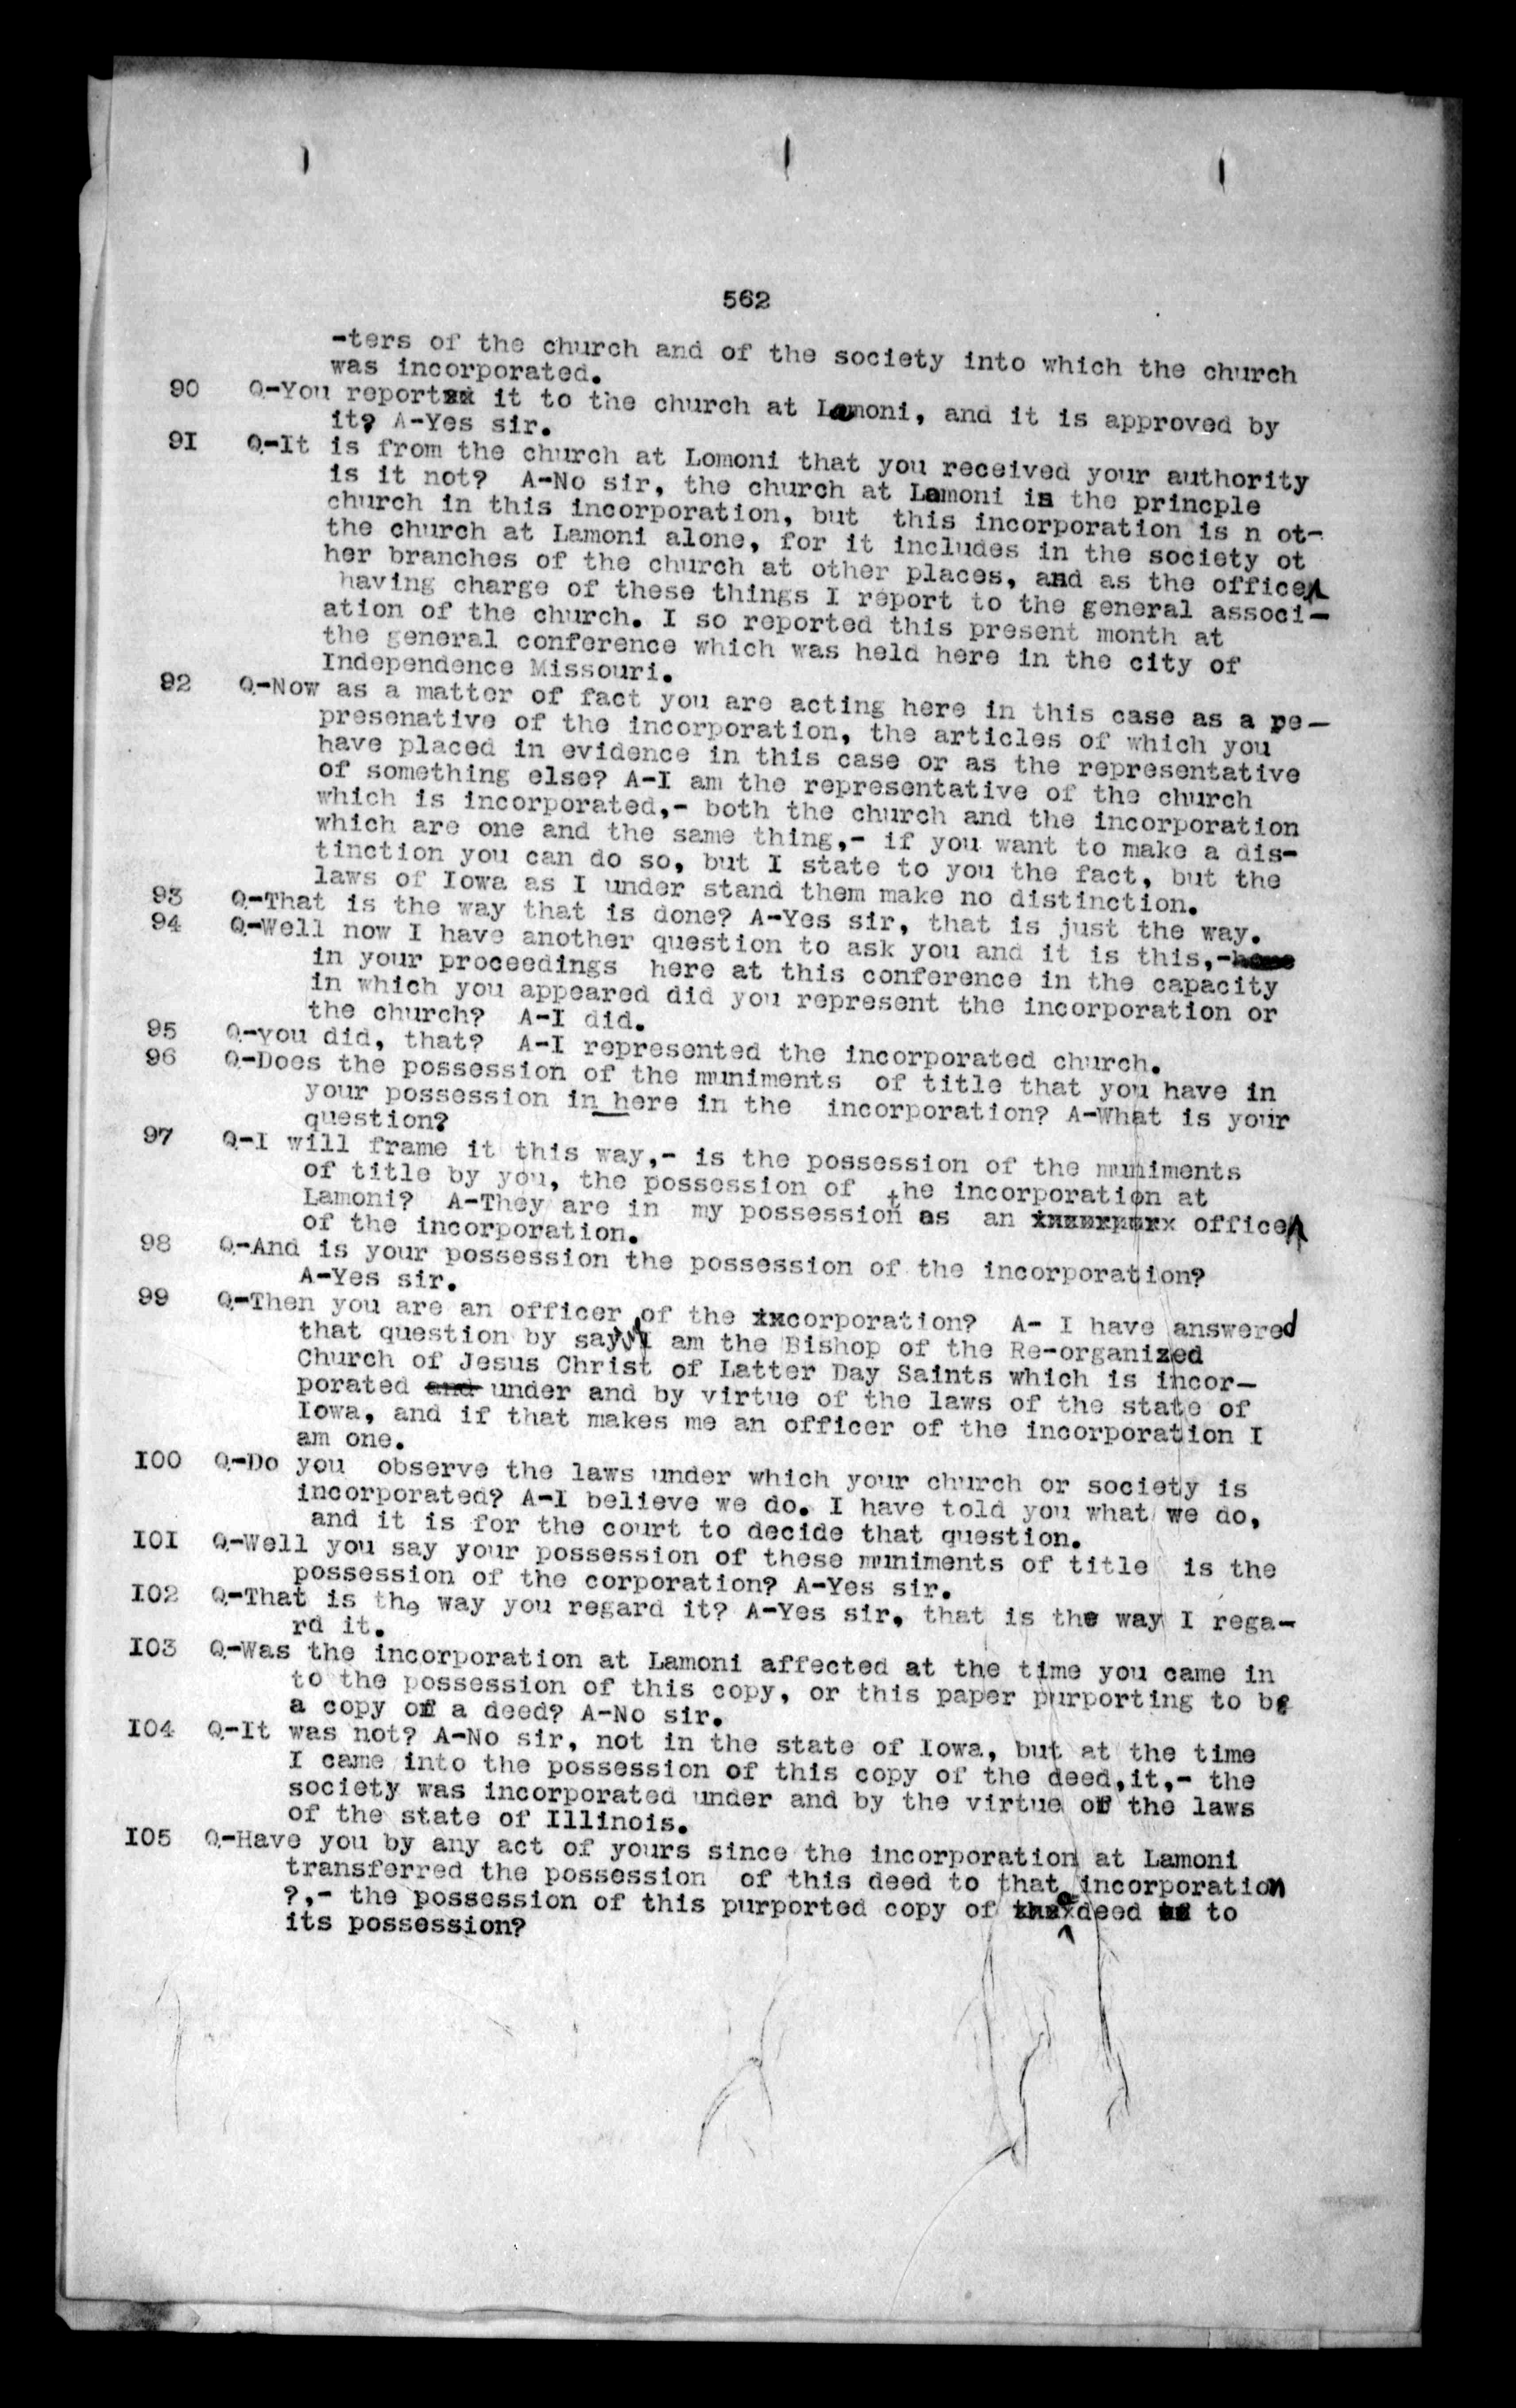 562
-ters of the church and of the society into which the church
was incorporated.
90 Q-You report it to the church at Lamoni, and it is approved by
it? A-Yes sir.
91 Q-It is from the church at Lomoni that you received your authority
is it not? A-No sir, the church at Lamoni is the princple
church in this incorporation, but this incorporation is n ot-
the church at Lamoni alone, for it includes in the society ot
her branches of the church at other places, and as the officer
having charge of these things I report to the general associ-
ation of the church. I so reported this present month at
the general conference which was held here in the city of
Independence Missouri.
92 Q-Now as a matter of fact you are acting here in this case as a re-
presenative of the incorporation, the articles of which you
have placed in evidence in this case or as the representative
of something else? A-I am the representative of the church
which is incorporated,- both the church and the incorporation
which are one and the same thing,- if you want to make a dis-
tinction you can do so, but I state to you the fact, but the
laws of Iowa as I under stand them make no distinction.
93 Q-That is the way that is done? A-Yes sir, that is just the way.
94 Q-Well now I have another question to ask you and it is this,-
in your proceedings here at this conference in the capacity
in which you appeared did you represent the incorporation or
the church? A-I did.
95 Q-you did, that? A-I represented the incorporated church.
96 Q-Does the possession of the muniments of title that you have in
your possession in here in the incorporation? A-What is your
question?
97 Q-I will frame it this way,- is the possession of the muniments
of title by you, the possession of the incorporation at
Lamoni? A-They are in my possession as an officer
of the incorporation.
98 Q-And is your possession the possession of the incorporation?
A-Yes sir.
99 Q-Then you are an officer of the incorporation? A- I have answered
that question by say I am the Bishop of the Re-organized
Church of Jesus Christ of Latter Day Saints which is incor-
porated and under and by virtue of the laws of the state of
Iowa, and if that makes me an officer of the incorporation I
am one.
I00 Q-Do you observe the laws under which your church or society is
incorporated? A-I believe we do. I have told you what we do,
and it is for the court to decide that question.
I0I Q-Well you say your possession of these muniments of title is the
possession of the corporation? A-Yes sir.
I02 Q-That is the way you regard it? A-Yes sir, that is the way I rega-
rd it.
I03 Q-Was the incorporation at Lamoni affected at the time you came in
to the possession of this copy, or this paper purporting to be
a copy of a deed? A-No sir.
I04 Q-It was not? A-No sir, not in the state of Iowa, but at the time
I came into the possession of this copy of the deed,it,- the
society was incorporated under and by the virtue of the laws
of the state of Illinois.
I05 Q-Have you by any act of yours since the incorporation at Lamoni
transferred the possession of this deed to that incorporation
?,- the possession of this purported copy of a deed to
its possession?